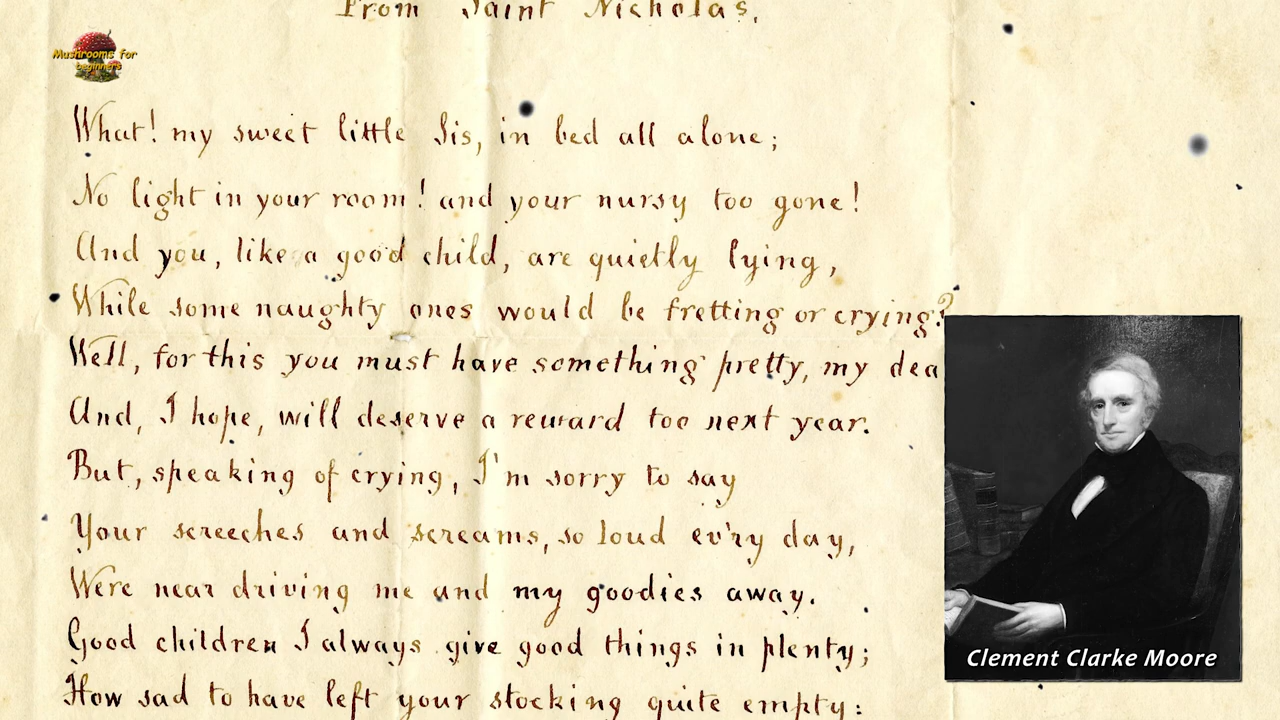 From Saint Nicholas.
Mushrooms for
beginners
What! my sweet little Sis, in bed all alone;
No light in your room! and your nursy too gone!
And you, like a good child, are quietly lying,
While some naughty ones would be fretting or crying?
Well, for this you must have something pretty, my dea
And, I hope, will deserve a reward too next year.
But, speaking of crying, I'm sorry to say
Your screeches and screams, so loud ev'ry day,
Were near driving me and my goodies away.
Good children I always give good things in plenty;
How sad to have left your stocking quite empty:
Clement Clarke Moore